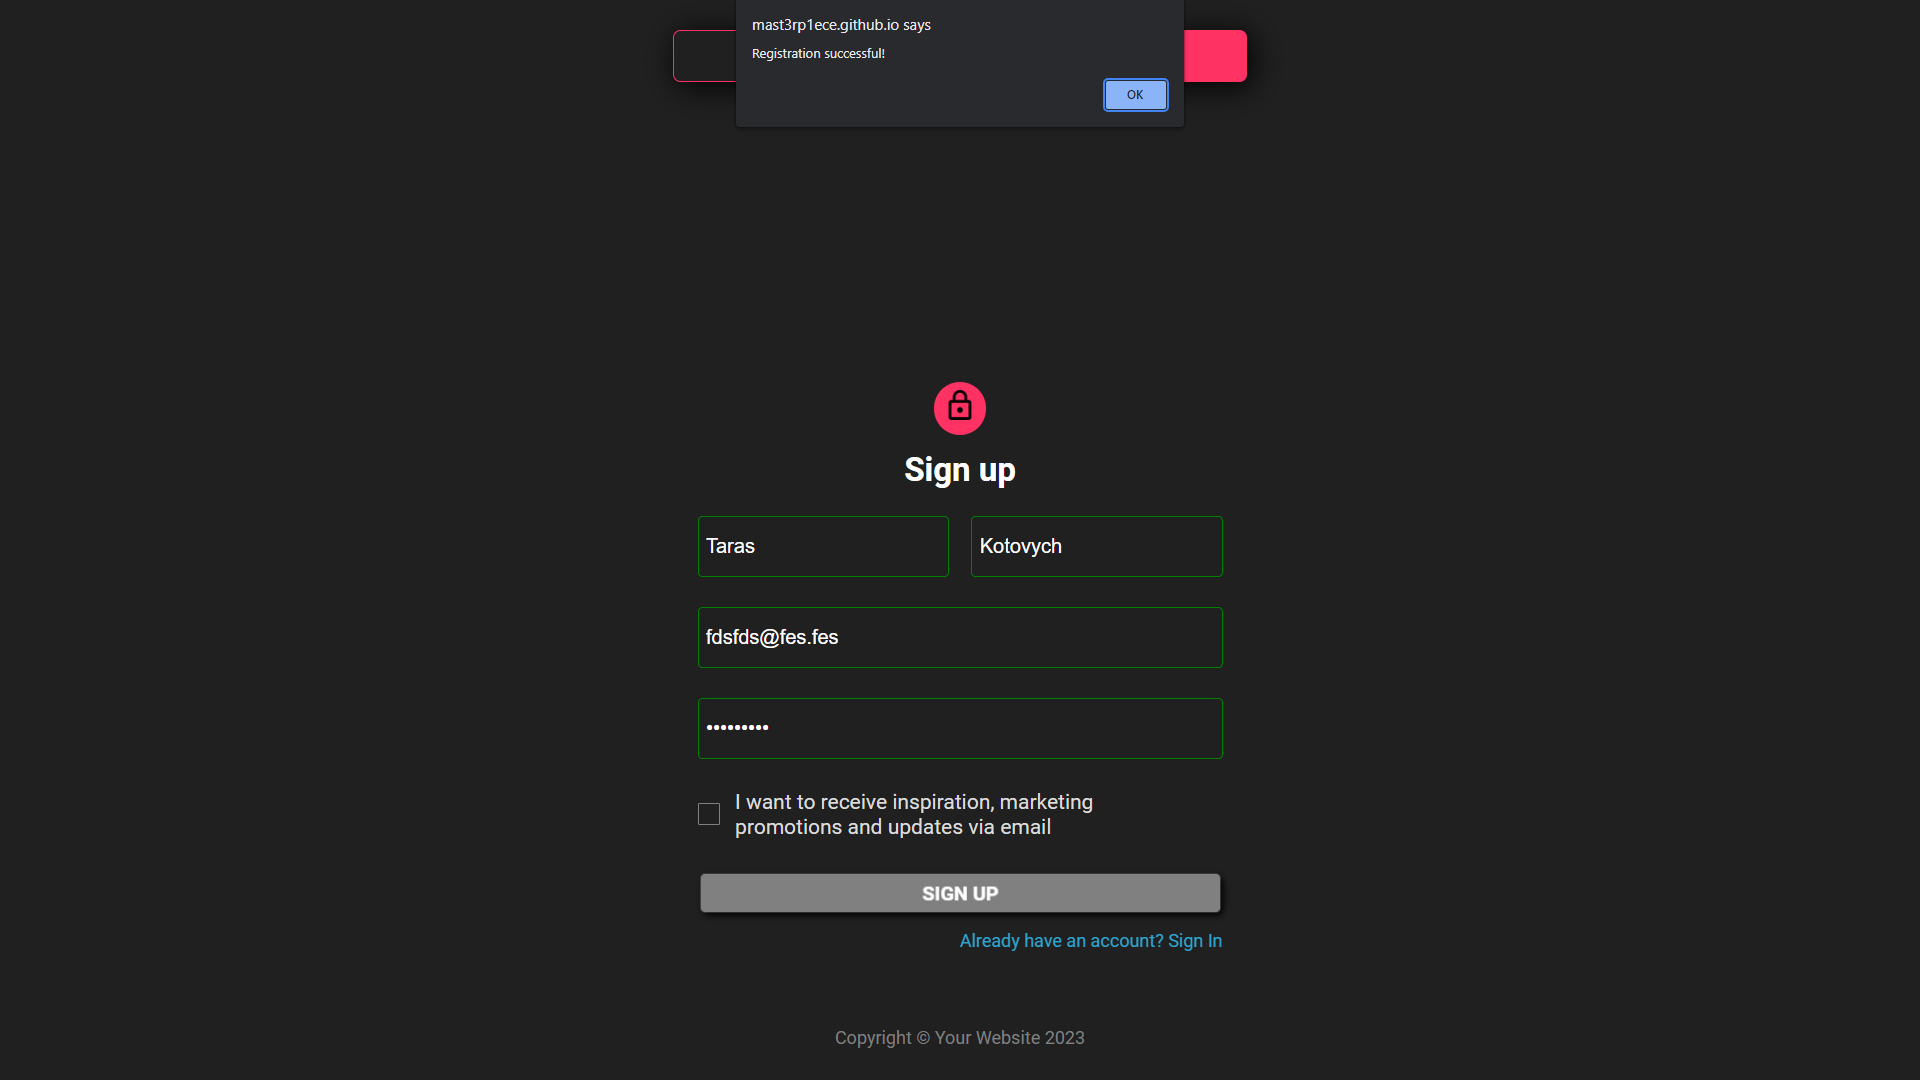 mast3rp1ece.github.io says
Registration successful!
OK
Sign up
Taras
Kotovych
fdsfds@fes.fes
•••••••••
I want to receive inspiration, marketing
promotions and updates via email
SIGN UP
Already have an account? Sign In
Copyright © Your Website 2023